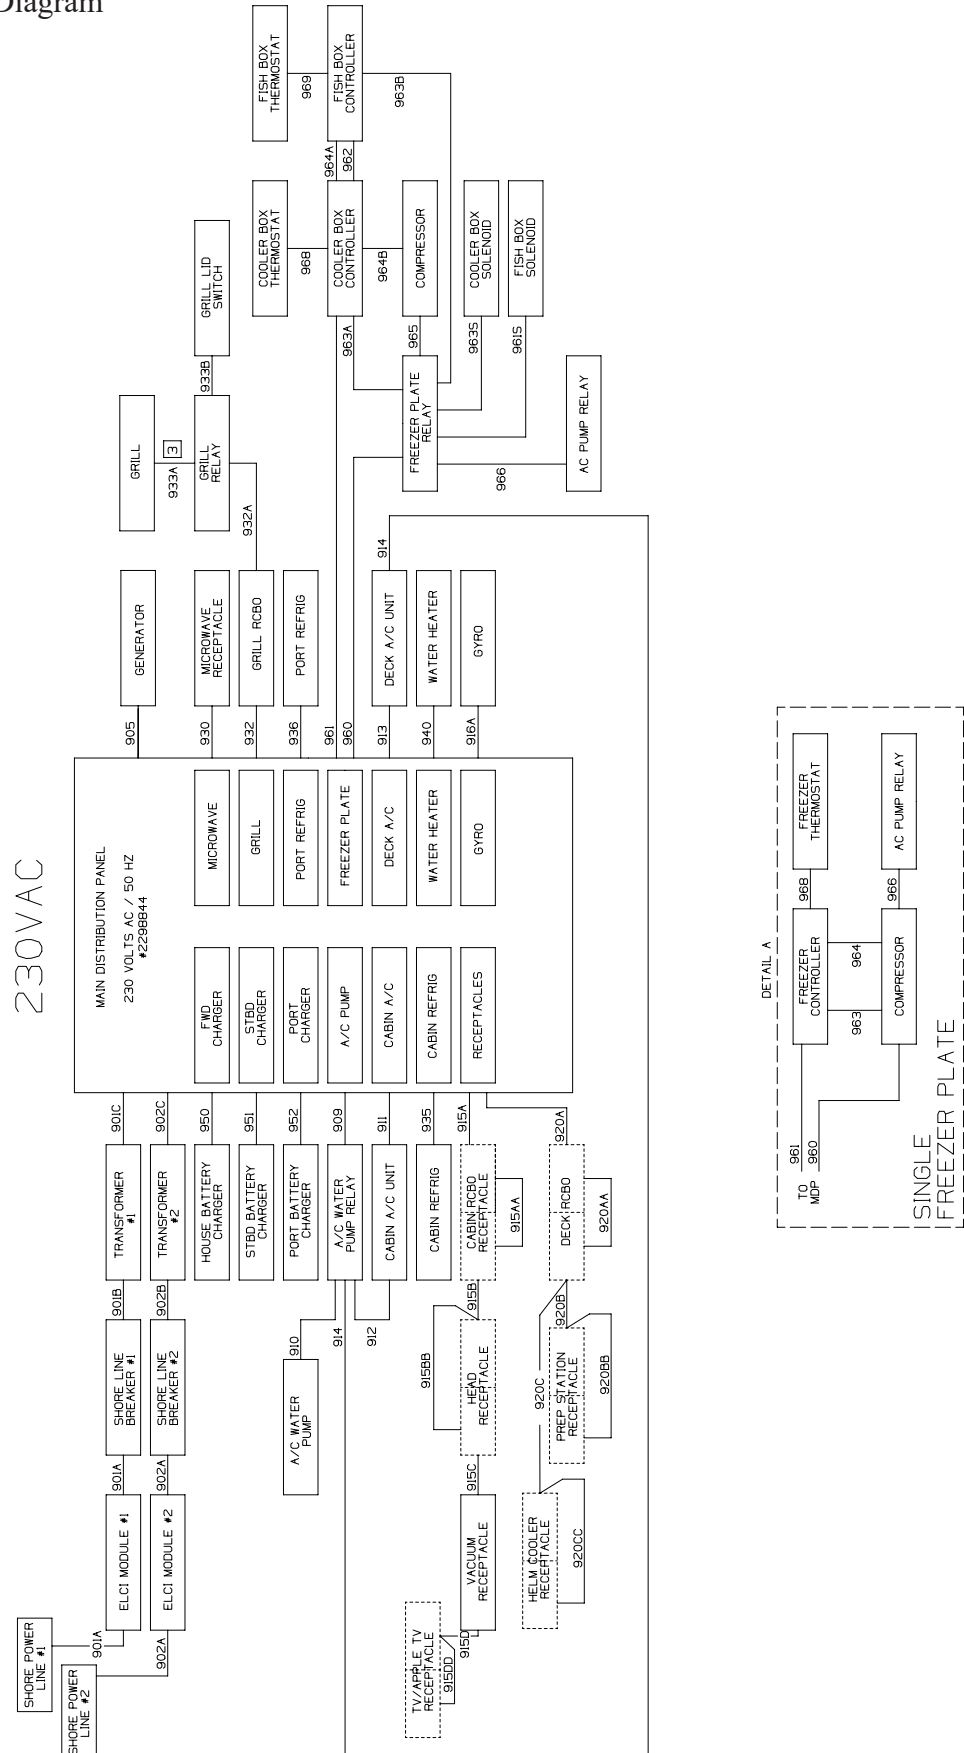 Diagram
230VAC
FISH BOX
THERMOSTAT
969
FISH BOX
CONTROLLER
963B
964A
962
COOLER BOX
THERMOSTAT
968
COOLER BOX
CONTROLLER
964B
COMPRESSOR
COOLER BOX
SOLENOID
FISH BOX
SOLENOID
963A
965
963S
961S
GRILL LID
SWITCH
933B
GRILL
933A
3
GRILL
RELAY
932A
FREEZER PLATE
RELAY
966
AC PUMP RELAY
914
GENERATOR
MICROWAVE
RECEPTACLE
GRILL RCBO
PORT REFRIG
DECK A/C UNIT
WATER HEATER
GYRO
905
930
932
936
961
960
913
940
916A
MAIN DISTRIBUTION PANEL
230 VOLTS AC / 50 HZ
#2298844
MICROWAVE
GRILL
PORT REFRIG
FREEZER PLATE
DECK A/C
WATER HEATER
GYRO
FWD
CHARGER
STBD
CHARGER
PORT
CHARGER
A/C PUMP
CABIN A/C
CABIN REFRIG
RECEPTACLES
901C
902C
950
951
952
909
911
935
915A
920A
TRANSFORMER
#1
TRANSFORMER
#2
HOUSE BATTERY
CHARGER
STBD BATTERY
CHARGER
PORT BATTERY
CHARGER
A/C WATER
PUMP RELAY
CABIN A/C UNIT
CABIN REFRIG
CABIN RCBO
RECEPTACLE
915AA
DECK RCBO
920AA
901B
902B
910
914
912
915B
920B
SHORE LINE
BREAKER #1
SHORE LINE
BREAKER #2
A/C WATER
PUMP
915BB
HEAD
RECEPTACLE
920C
PREP STATION
RECEPTACLE
920BB
901A
902A
915C
ELCI MODULE #1
ELCI MODULE #2
VACUUM
RECEPTACLE
HELM COOLER
RECEPTACLE
920CC
SHORE POWER
LINE #1
901A
SHORE POWER
LINE #2
902A
915D
TV/APPLE TV
RECEPTACLE
915DD
DETAIL A
FREEZER
THERMOSTAT
AC PUMP RELAY
968
966
FREEZER
CONTROLLER
964
963
COMPRESSOR
961
960
TO
MDP
SINGLE
FREEZER PLATE